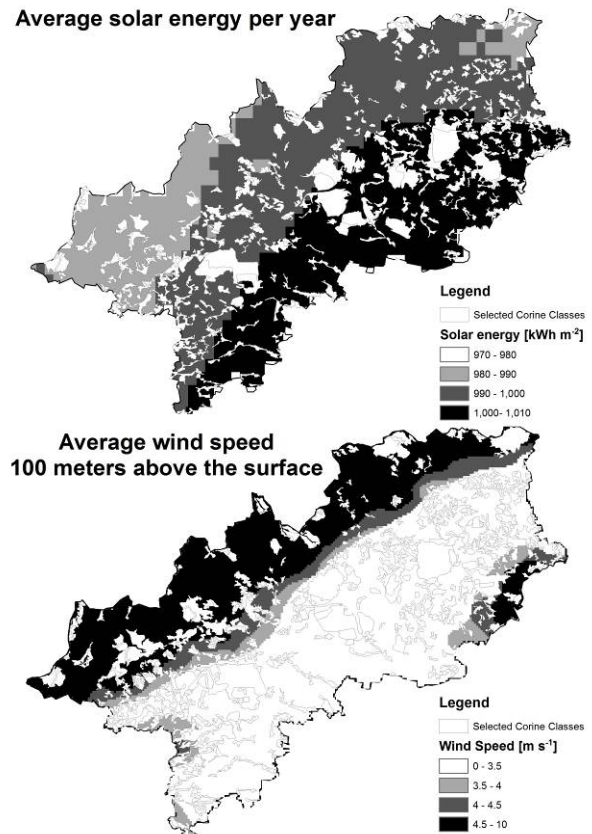 Average solar energy per year
Legend
Selected Corine Classes
Solar energy [kWh m⁻²]
970 - 980
980 - 990
990 - 1,000
1,000- 1,010
Average wind speed
100 meters above the surface
Legend
Selected Corine Classes
Wind Speed [m s⁻¹]
0 - 3.5
3.5 - 4
4 - 4.5
4.5 - 10